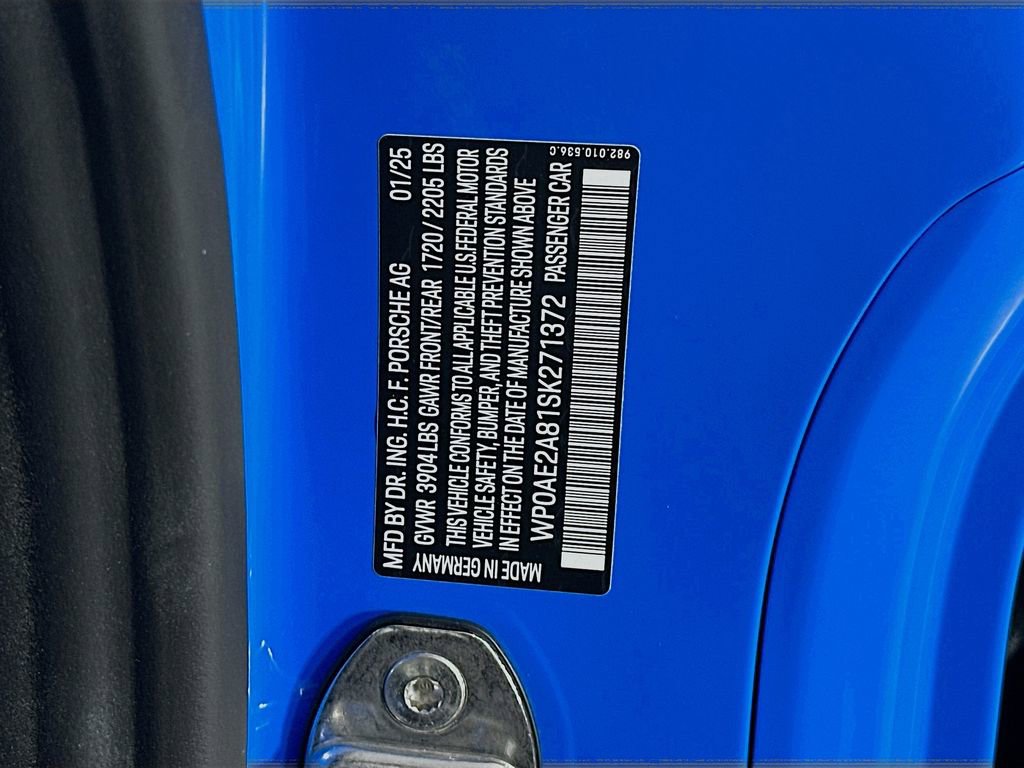 MFD BY DR. ING. H.C. F. PORSCHE AG 01/25
GVWR 3904 LBS GAWR FRONT/REAR 1720 / 2205 LBS
THIS VEHICLE CONFORMS TO ALL APPLICABLE U.S. FEDERAL MOTOR
VEHICLE SAFETY, BUMPER, AND THEFT PREVENTION STANDARDS
IN EFFECT ON THE DATE OF MANUFACTURE SHOWN ABOVE
WP0AE2A81SK271372 PASSENGER CAR
MADE IN GERMANY
982.010.536.C